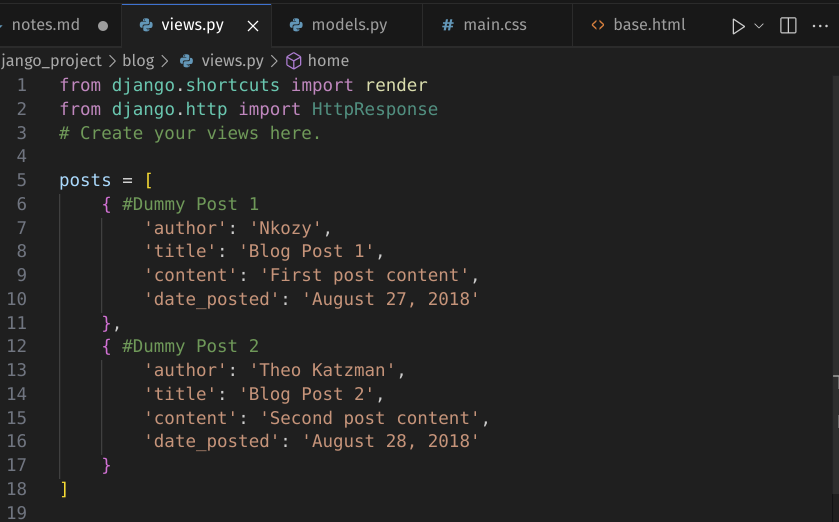 notes.md views.py models.py main.css base.html
jango_project > blog > views.py > home
1 from django.shortcuts import render
2 from django.http import HttpResponse
3 # Create your views here.
4
5 posts = [
6 { #Dummy Post 1
7 'author': 'Nkozy',
8 'title': 'Blog Post 1',
9 'content': 'First post content',
10 'date_posted': 'August 27, 2018'
11 },
12 { #Dummy Post 2
13 'author': 'Theo Katzman',
14 'title': 'Blog Post 2',
15 'content': 'Second post content',
16 'date_posted': 'August 28, 2018'
17 }
18 ]
19